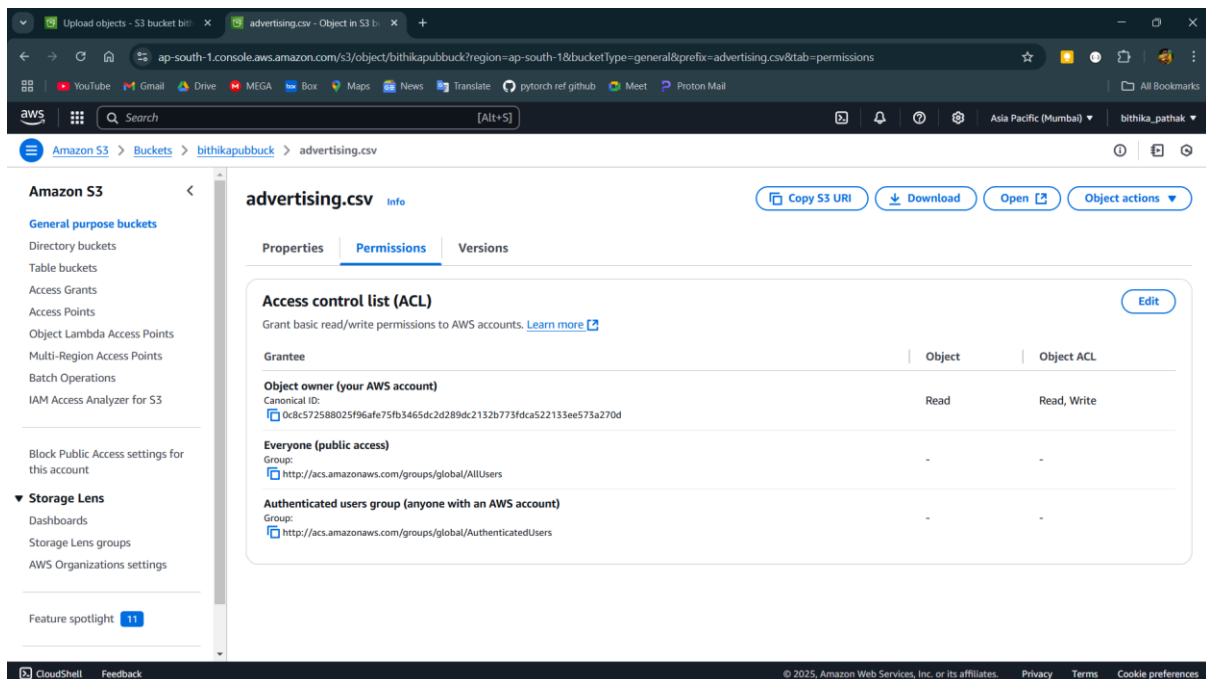 Upload objects - S3 bucket bith
advertising.csv - Object in S3 b
ap-south-1.console.aws.amazon.com/s3/object/bithikapubbuck?region=ap-south-1&bucketType=general&prefix=advertising.csv&tab=permissions
YouTube Gmail Drive MEGA Box Maps News Translate pytorch ref github Meet Proton Mail All Bookmarks
aws Search [Alt+S] Asia Pacific (Mumbai) bithika_pathak
Amazon S3 > Buckets > bithikapubbuck > advertising.csv
Amazon S3
General purpose buckets
Directory buckets
Table buckets
Access Grants
Access Points
Object Lambda Access Points
Multi-Region Access Points
Batch Operations
IAM Access Analyzer for S3
Block Public Access settings for
this account
Storage Lens
Dashboards
Storage Lens groups
AWS Organizations settings
Feature spotlight 11
advertising.csv Info
Copy S3 URI Download Open Object actions
Properties Permissions Versions
Access control list (ACL)
Edit
Grant basic read/write permissions to AWS accounts. Learn more
Grantee Object Object ACL
Object owner (your AWS account)
Canonical ID:
0c8c572588025f96afe75fb3465dc2d289dc2132b773fdca522133ee573a270d
Read Read, Write
Everyone (public access)
Group:
http://acs.amazonaws.com/groups/global/AllUsers
- -
Authenticated users group (anyone with an AWS account)
Group:
http://acs.amazonaws.com/groups/global/AuthenticatedUsers
- -
CloudShell Feedback © 2025, Amazon Web Services, Inc. or its affiliates. Privacy Terms Cookie preferences